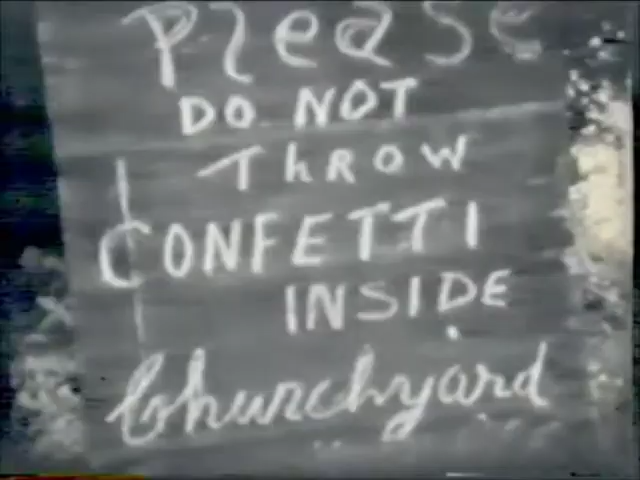 Please
DO NOT
ThROW
CONFETTI
INSIDE
Churchyard